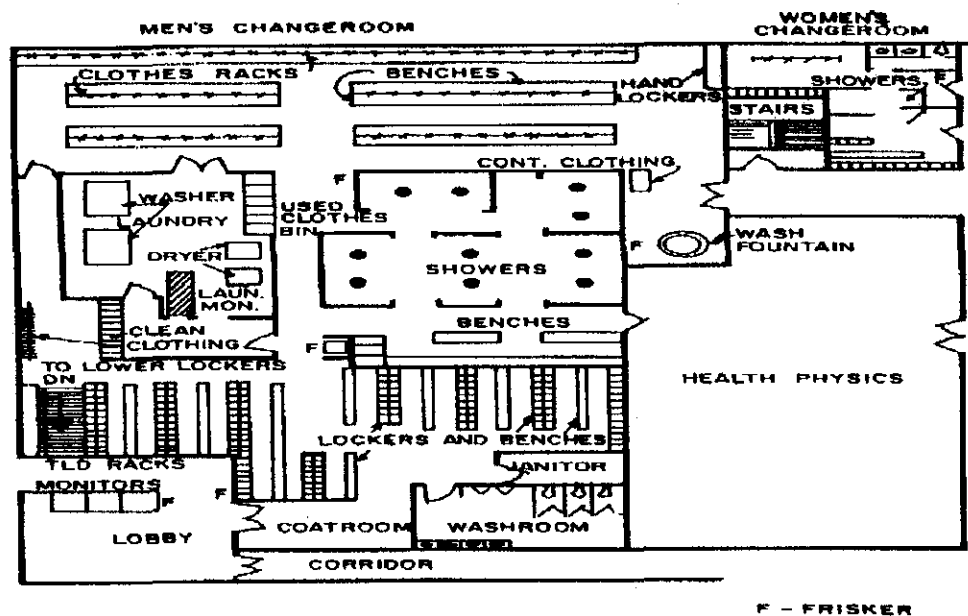 MEN'S CHANGEROOM
WOMEN'S
CHANGEROOM
CLOTHES RACKS
BENCHES
HAND
LOCKERS
SHOWERS
F
STAIRS
CONT. CLOTHING
F
WASHER
LAUNDRY
USED
CLOTHES
BIN
DRYER
SHOWERS
F
WASH
FOUNTAIN
LAUN.
MON.
BENCHES
CLEAN
CLOTHING
F
TO LOWER LOCKERS
DN
HEALTH PHYSICS
LOCKERS AND BENCHES
TLD RACKS
JANITOR
MONITORS
F
F
LOBBY
COATROOM
WASHROOM
CORRIDOR
F - FRISKER